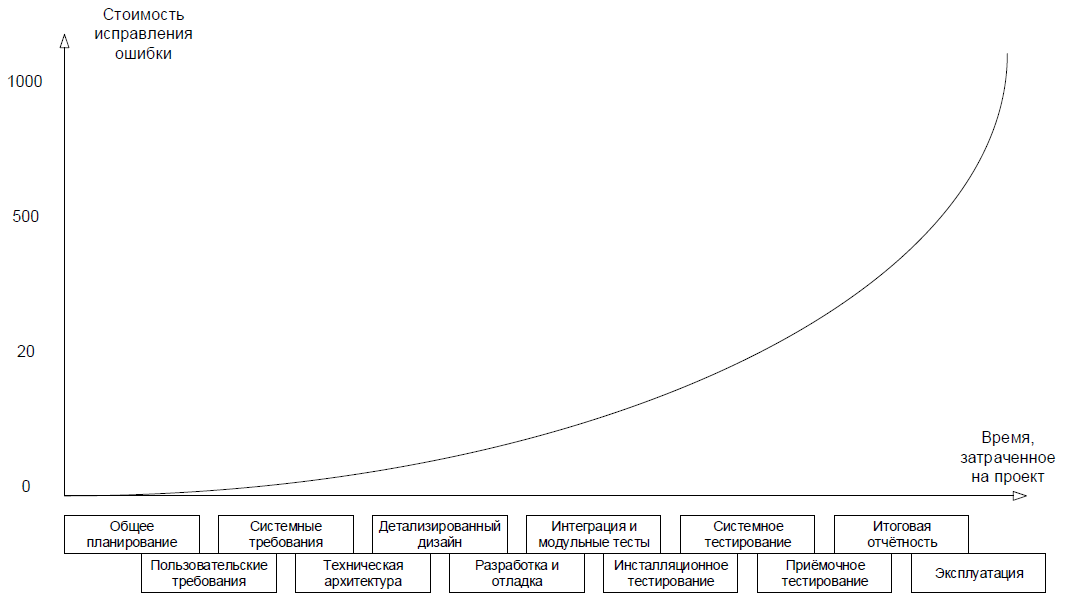 Стоимость
исправления
ошибки
1000
500
20
0
Время,
затраченное
на проект
Общее
планирование
Пользовательские
требования
Системные
требования
Техническая
архитектура
Детализированный
дизайн
Разработка и
отладка
Интеграция и
модульные тесты
Инсталляционное
тестирование
Системное
тестирование
Приёмочное
тестирование
Итоговая
отчётность
Эксплуатация